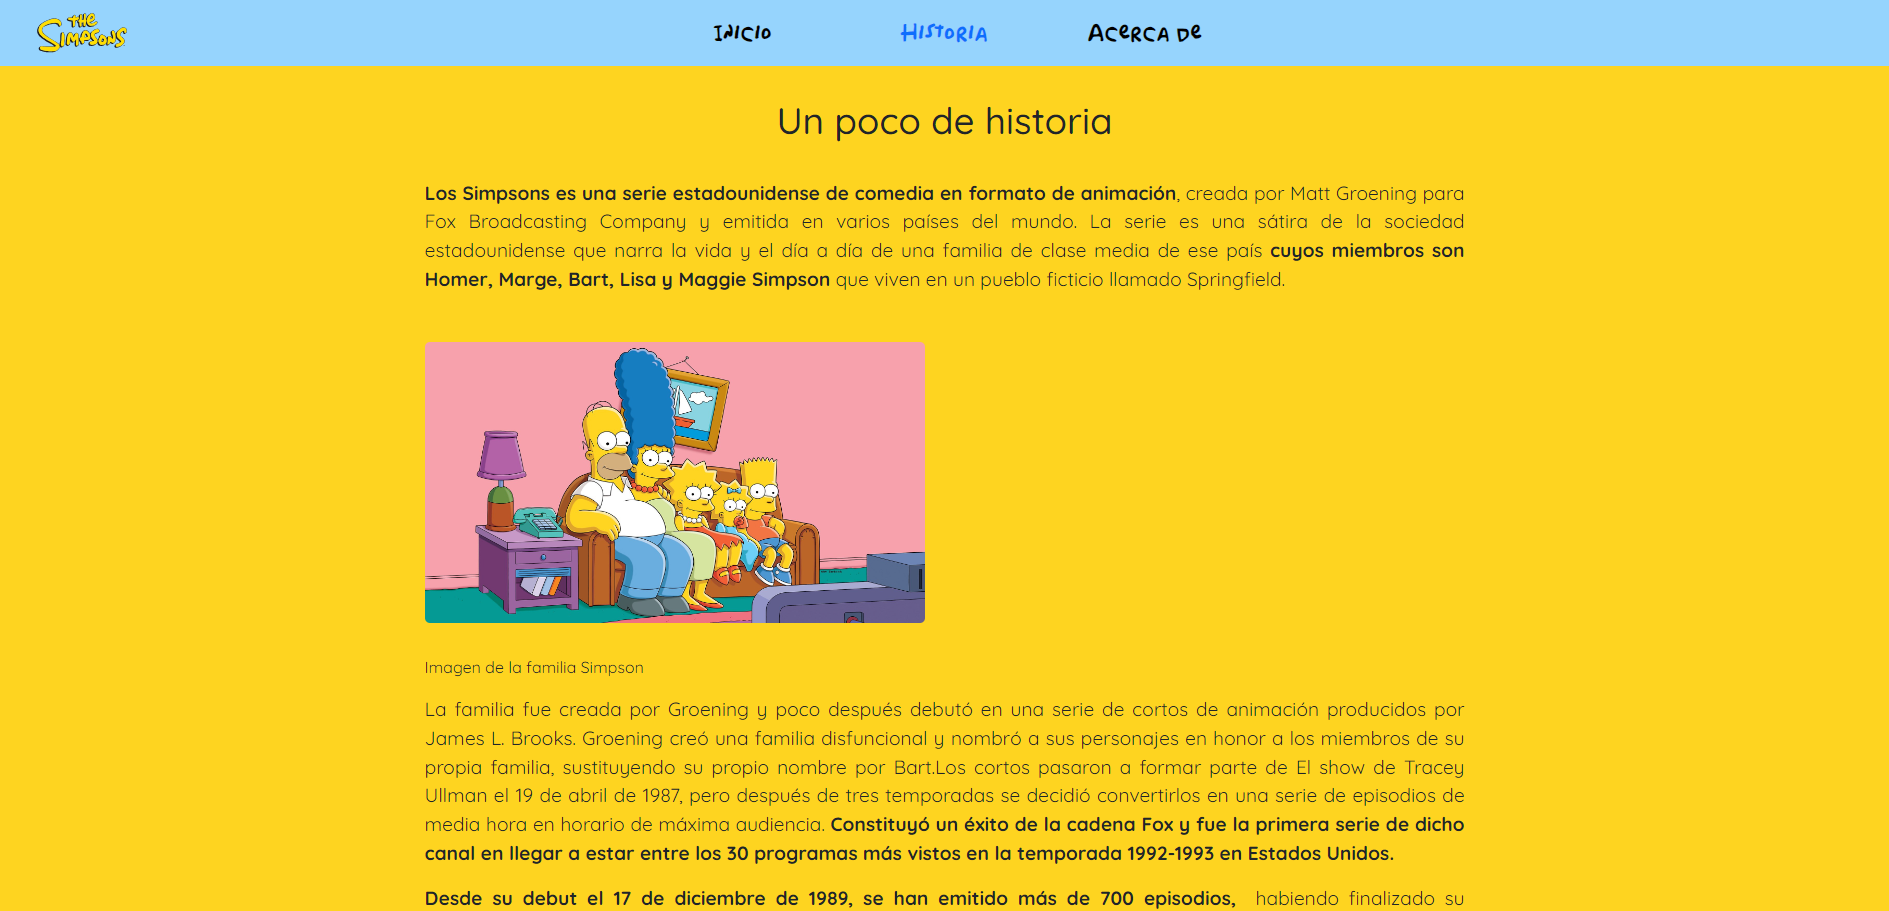 THE
SIMPSONS
INICIO
HISTORIA
ACERCA DE
Un poco de historia
Los Simpsons es una serie estadounidense de comedia en formato de animación, creada por Matt Groening para
Fox Broadcasting Company y emitida en varios países del mundo. La serie es una sátira de la sociedad
estadounidense que narra la vida y el día a día de una familia de clase media de ese país cuyos miembros son
Homer, Marge, Bart, Lisa y Maggie Simpson que viven en un pueblo ficticio llamado Springfield.
Imagen de la familia Simpson
La familia fue creada por Groening y poco después debutó en una serie de cortos de animación producidos por
James L. Brooks. Groening creó una familia disfuncional y nombró a sus personajes en honor a los miembros de su
propia familia, sustituyendo su propio nombre por Bart.Los cortos pasaron a formar parte de El show de Tracey
Ullman el 19 de abril de 1987, pero después de tres temporadas se decidió convertirlos en una serie de episodios de
media hora en horario de máxima audiencia. Constituyó un éxito de la cadena Fox y fue la primera serie de dicho
canal en llegar a estar entre los 30 programas más vistos en la temporada 1992-1993 en Estados Unidos.
Desde su debut el 17 de diciembre de 1989, se han emitido más de 700 episodios, habiendo finalizado su